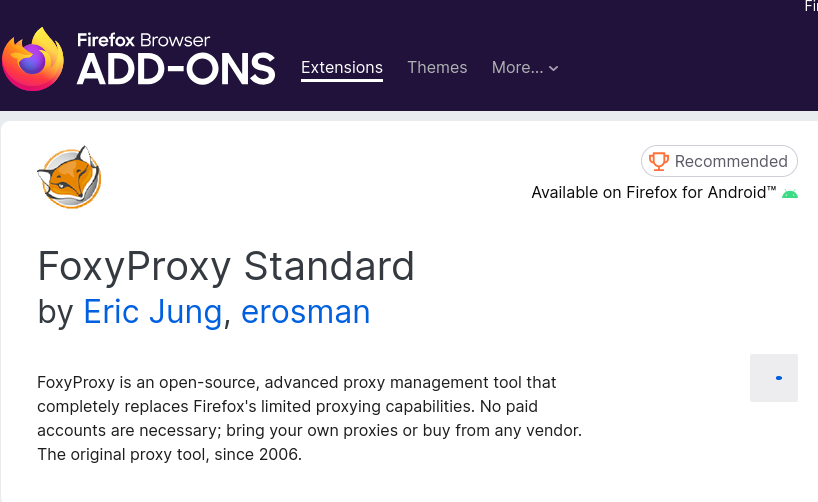 Firefox Browser
ADD-ONS
Extensions Themes More...
Recommended
Available on Firefox for Android™
FoxyProxy Standard
by Eric Jung, erosman
FoxyProxy is an open-source, advanced proxy management tool that
completely replaces Firefox's limited proxying capabilities. No paid
accounts are necessary; bring your own proxies or buy from any vendor.
The original proxy tool, since 2006.